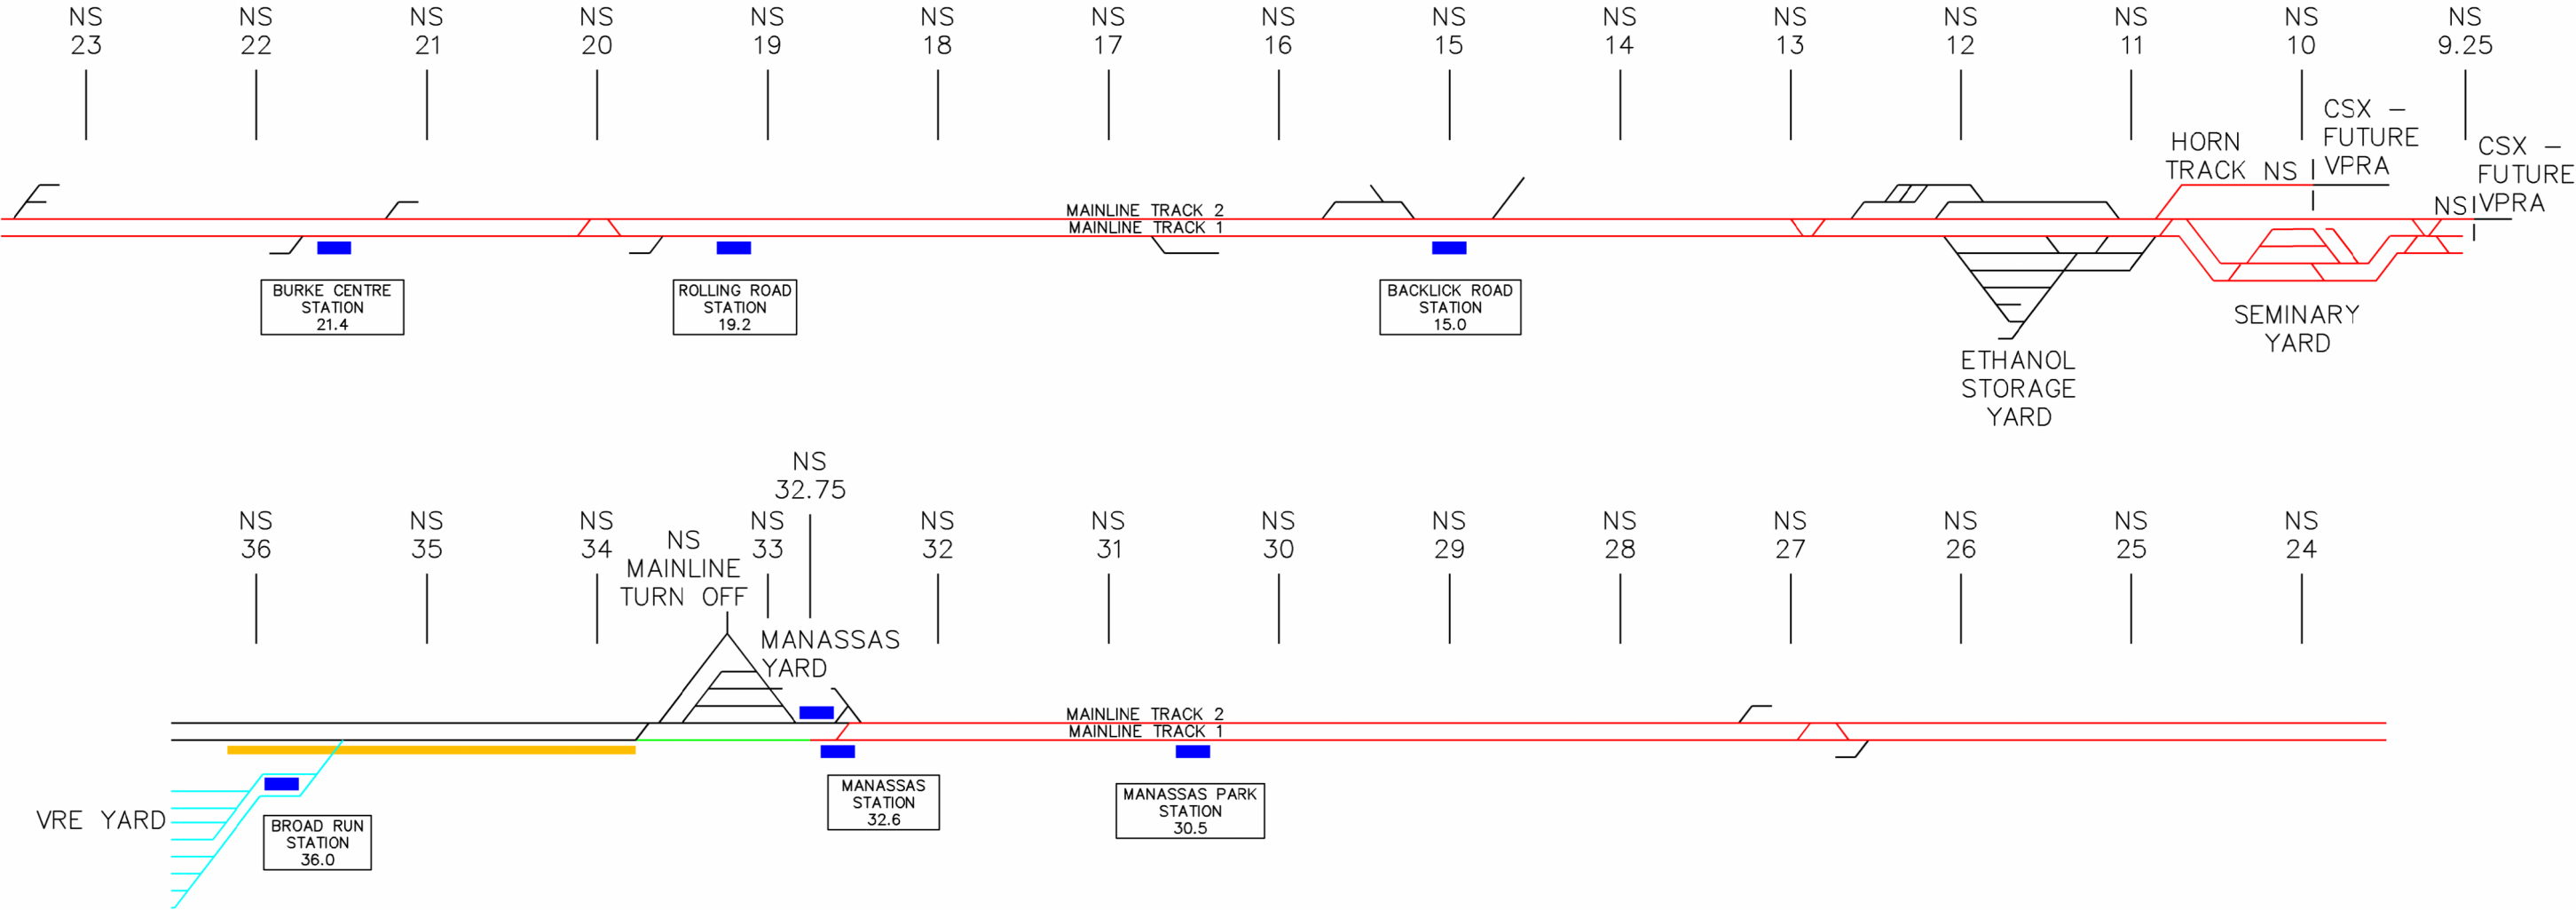 NS
23
NS
22
NS
21
NS
20
NS
19
NS
18
NS
17
NS
16
NS
15
NS
14
NS
13
NS
12
NS
11
NS
10
NS
9.25
CSX –
FUTURE
VPRA
CSX –
FUTURE
VPRA
HORN
TRACK
NS
NS
MAINLINE TRACK 2
MAINLINE TRACK 1
BURKE CENTRE
STATION
21.4
ROLLING ROAD
STATION
19.2
BACKLICK ROAD
STATION
15.0
ETHANOL
STORAGE
YARD
SEMINARY
YARD
NS
36
NS
35
NS
34
NS
MAINLINE
TURN OFF
NS
33
NS
32.75
NS
32
NS
31
NS
30
NS
29
NS
28
NS
27
NS
26
NS
25
NS
24
MANASSAS
YARD
MAINLINE TRACK 2
MAINLINE TRACK 1
VRE YARD
BROAD RUN
STATION
36.0
MANASSAS
STATION
32.6
MANASSAS PARK
STATION
30.5